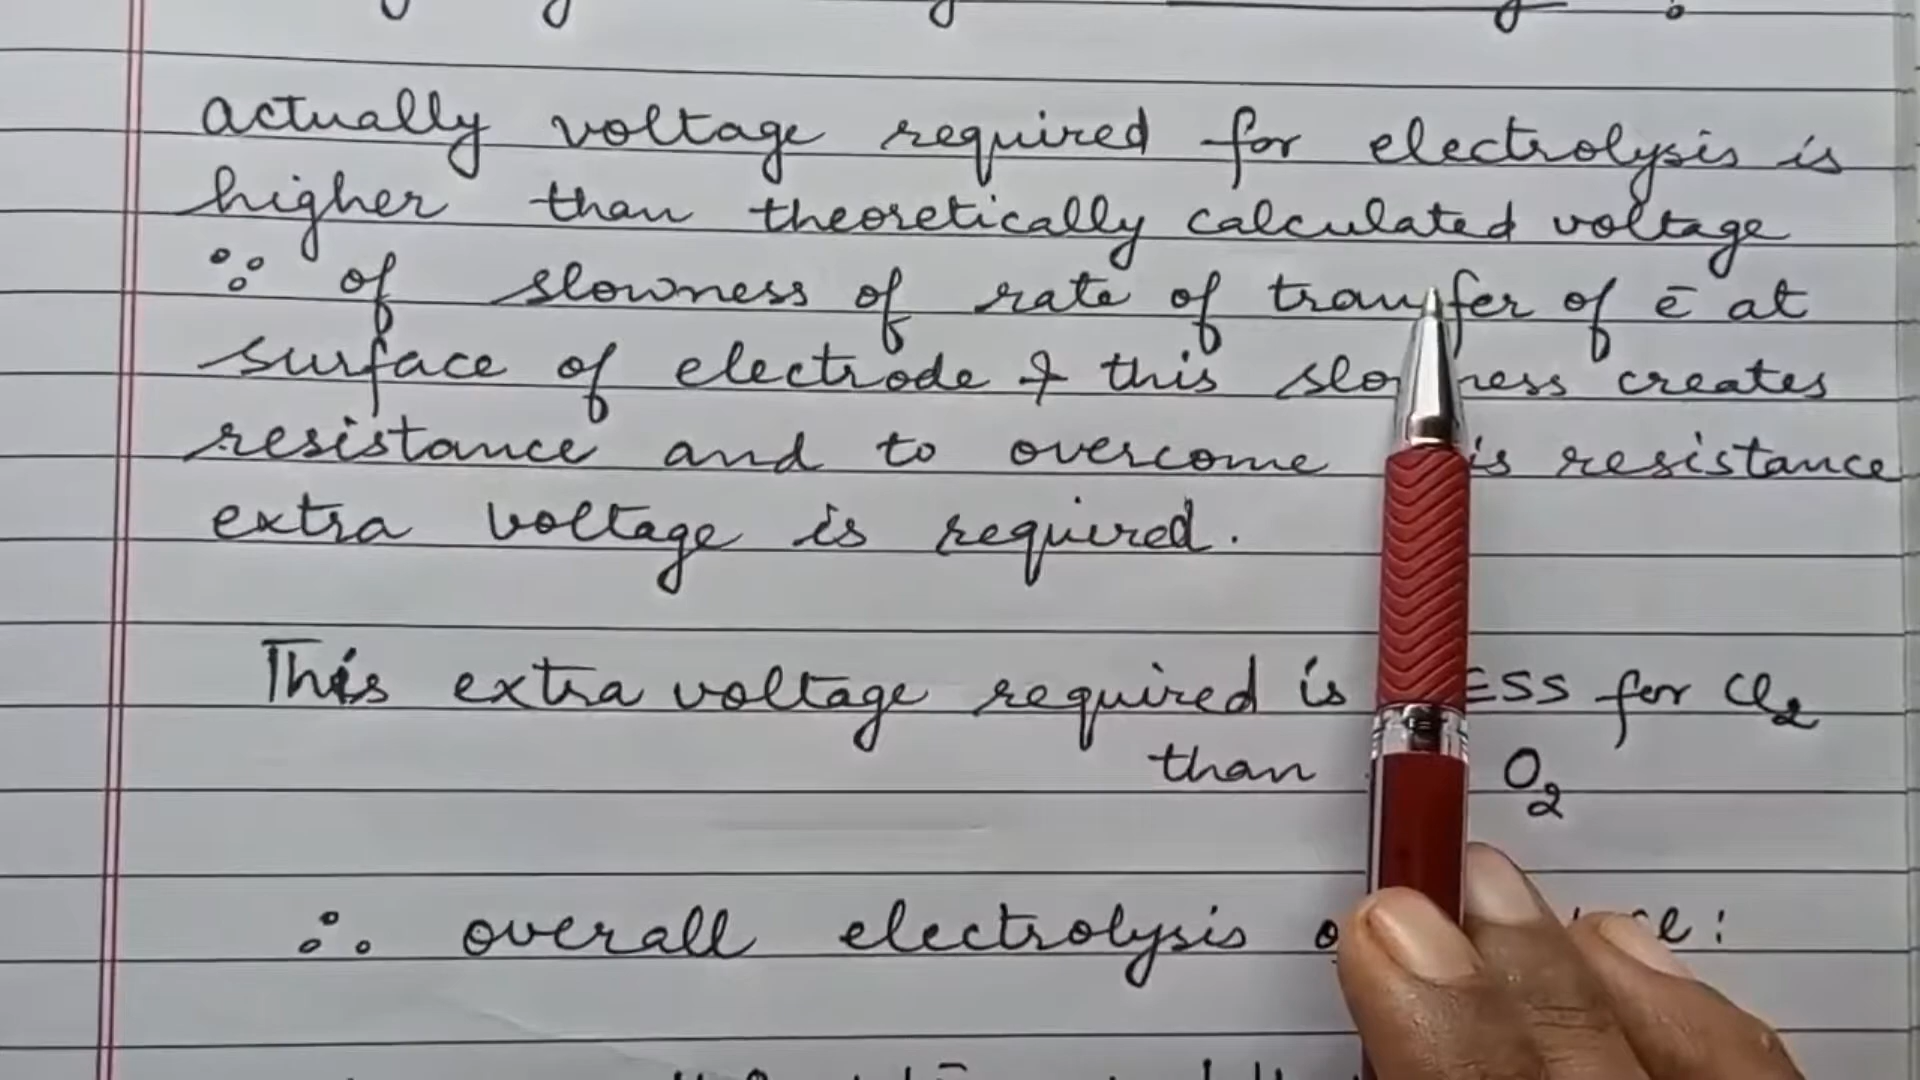 actually voltage required for electrolysis is
higher than theoretically calculated voltage
∵ of slowness of rate of transfer of ē at
surface of electrode & this slowness creates
resistance and to overcome resistance
extra voltage is required.
This extra voltage required is for Cl₂
than O₂
∴ overall electrolysis